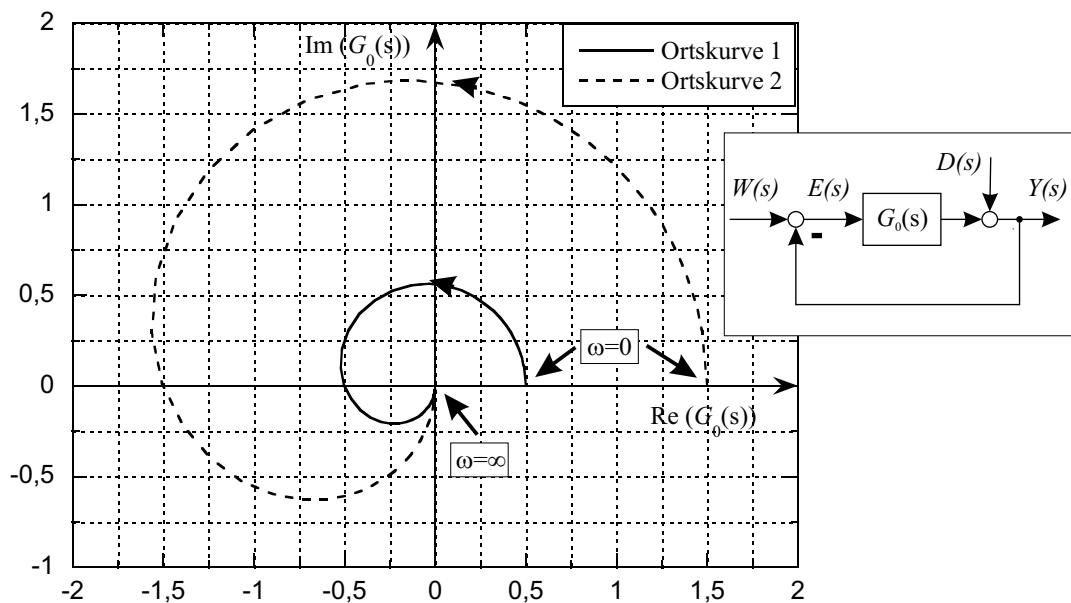 2
1,5
1
0,5
0
-0,5
-1
-2
-1,5
-1
-0,5
0
0,5
1
1,5
2
Im (G₀(s))
Ortskurve 1
Ortskurve 2
ω=0
ω=∞
Re (G₀(s))
D(s)
W(s) E(s) Y(s)
G₀(s)
-